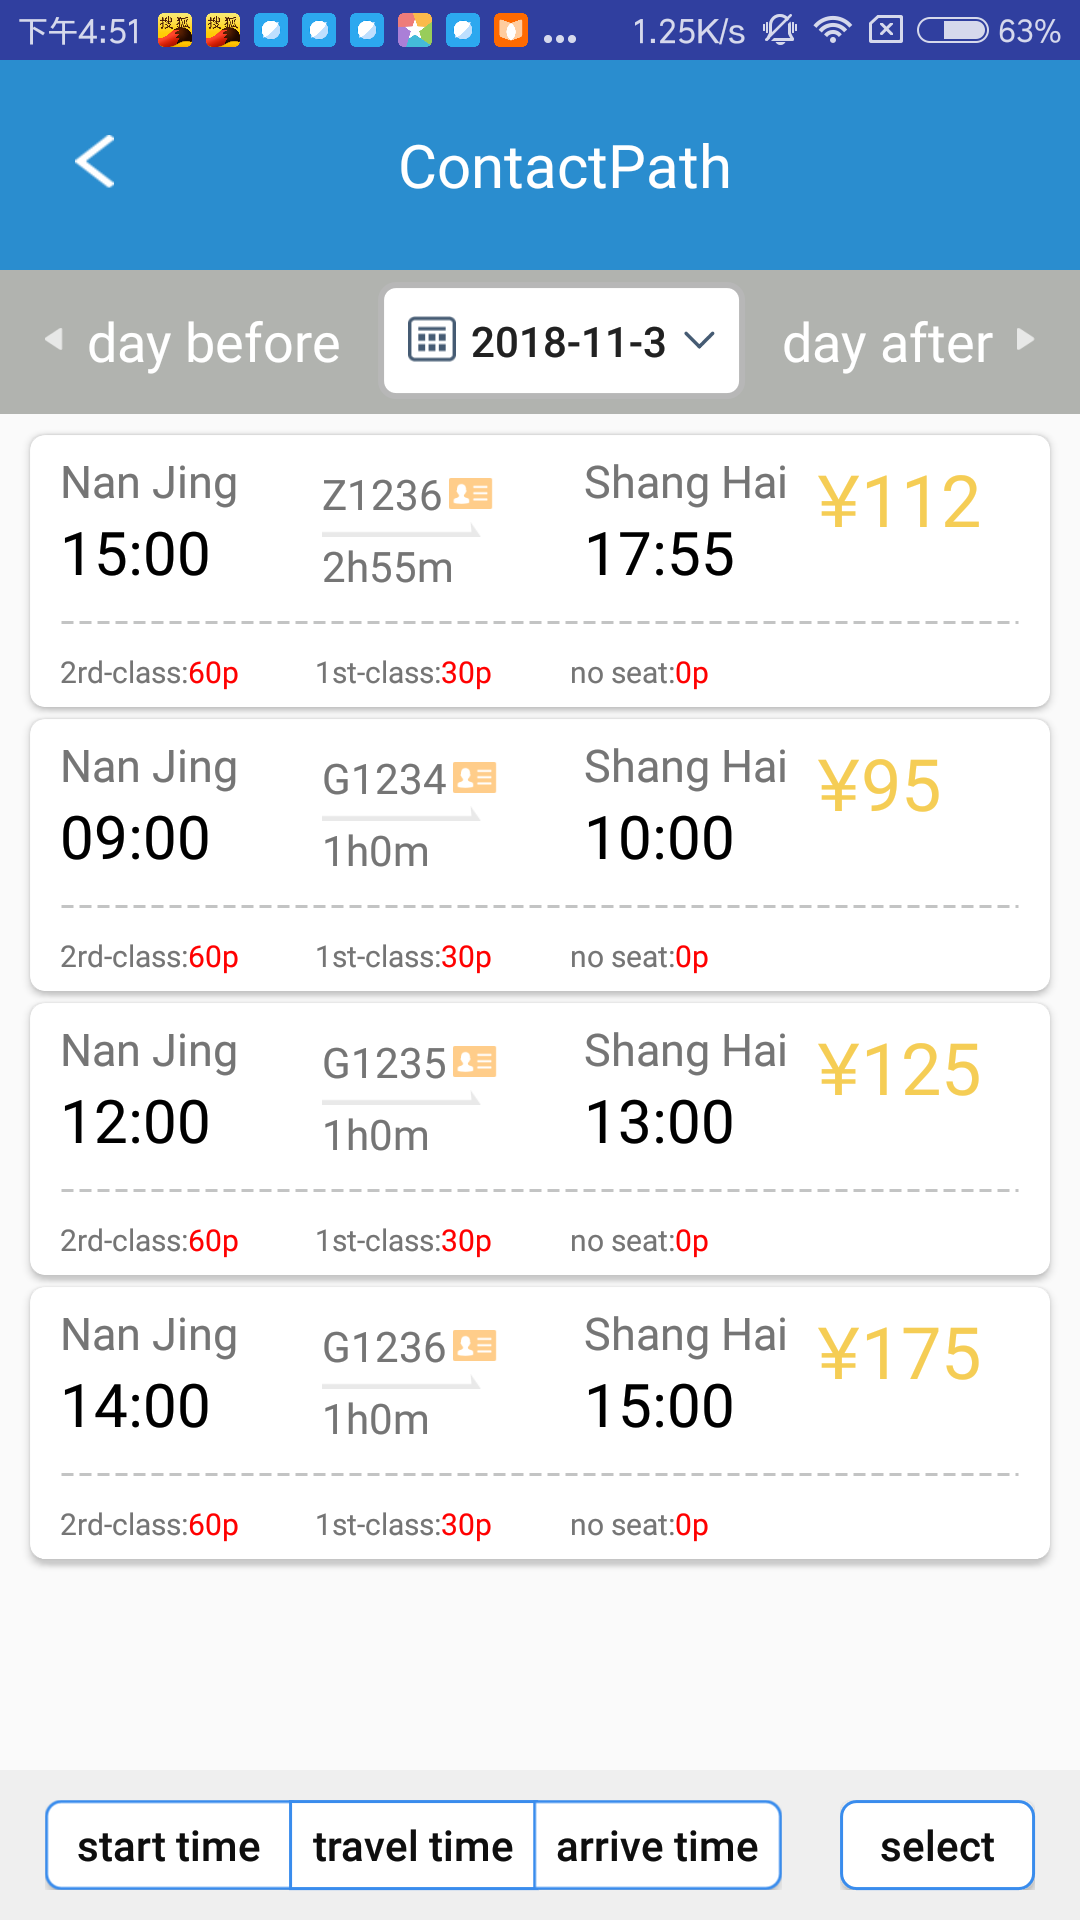 下午4:51 搜狐 搜狐 ... 1.25K/s 63%
ContactPath
day before 2018-11-3 day after
Nan Jing Z1236 Shang Hai ¥112
15:00 2h55m 17:55
2rd-class:60p 1st-class:30p no seat:0p
Nan Jing G1234 Shang Hai ¥95
09:00 1h0m 10:00
2rd-class:60p 1st-class:30p no seat:0p
Nan Jing G1235 Shang Hai ¥125
12:00 1h0m 13:00
2rd-class:60p 1st-class:30p no seat:0p
Nan Jing G1236 Shang Hai ¥175
14:00 1h0m 15:00
2rd-class:60p 1st-class:30p no seat:0p
start time travel time arrive time select